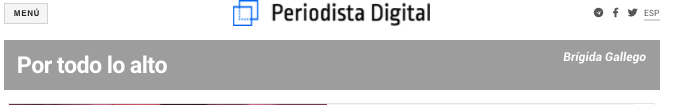 MENÚ
Periodista Digital
ESP
Por todo lo alto
Brígida Gallego